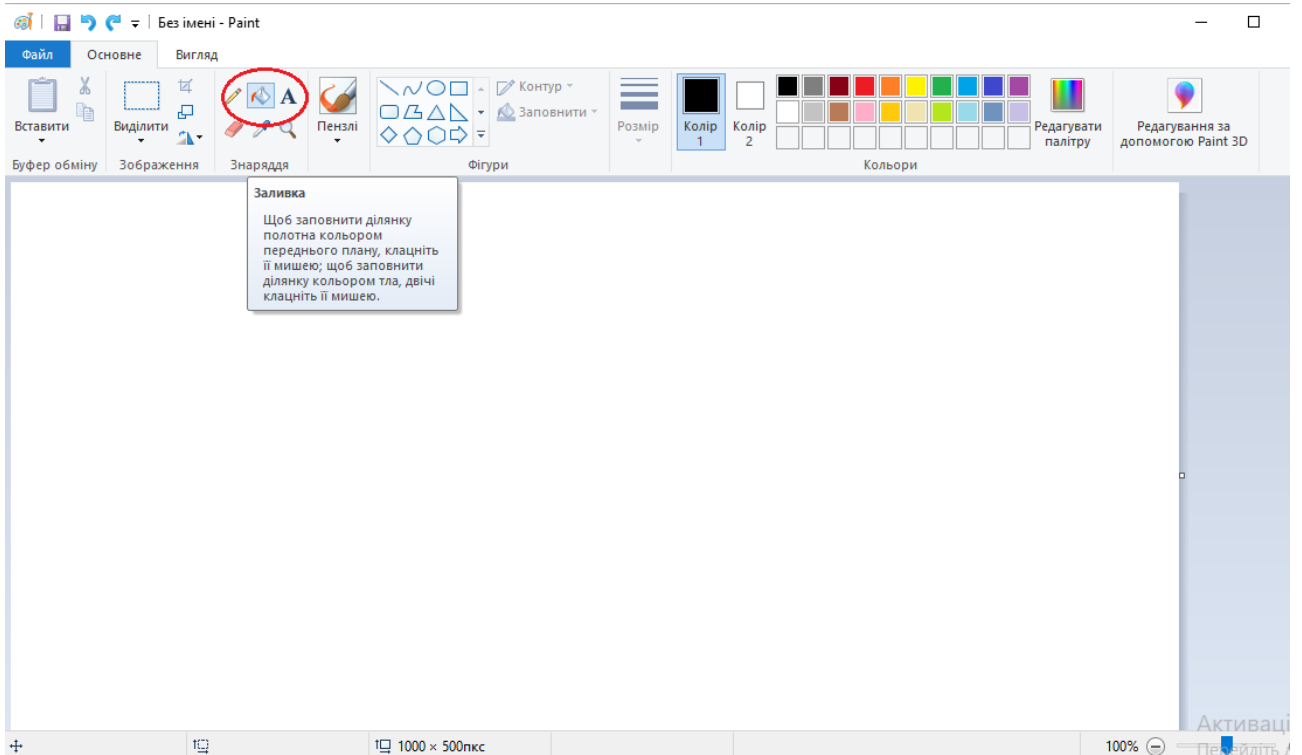 Без імені - Paint
Файл Основне Вигляд
Вставити
Виділити
A
Пензлі
Контур
Заповнити
Розмір
Колір
1
Колір
2
Редагувати
палітру
Редагування за
допомогою Paint 3D
Буфер обміну Зображення Знаряддя Фігури Кольори
Заливка
Щоб заповнити ділянку
полотна кольором
переднього плану, клацніть
її мишею; щоб заповнити
ділянку кольором тла, двічі
клацніть її мишею.
Активаці
1000 × 500пкс 100%